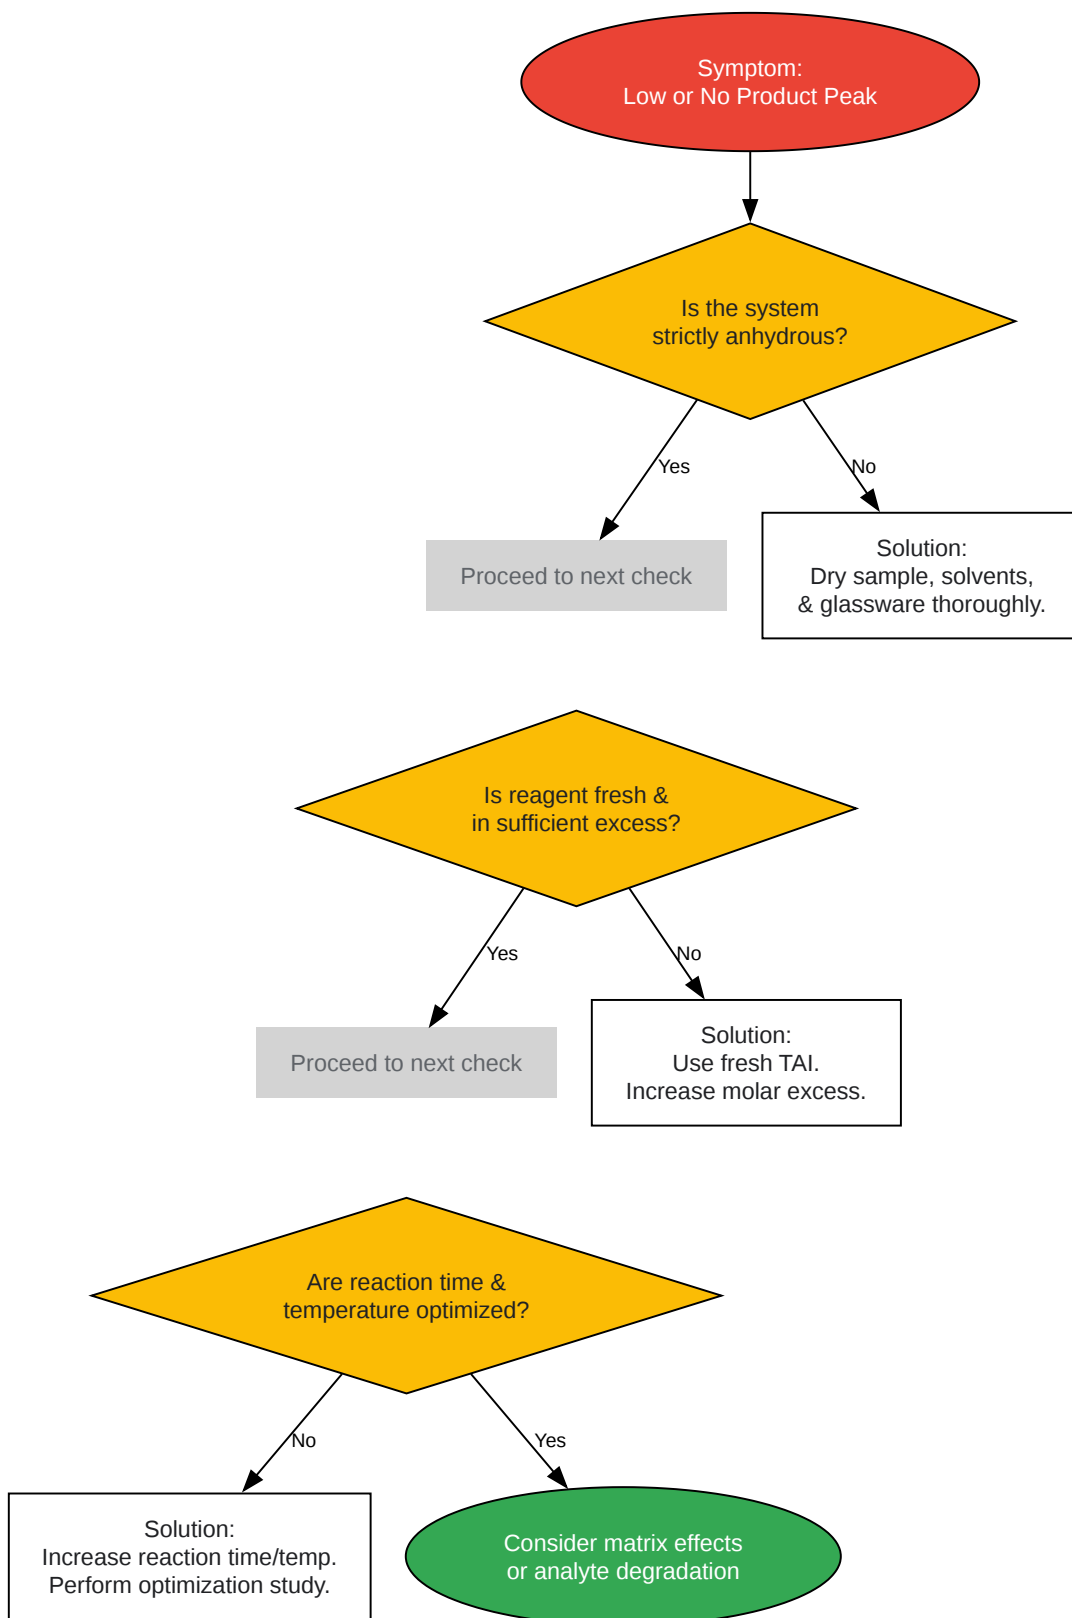 Symptom:
Low or No Product Peak
Is the system
strictly anhydrous?
Yes
No
Proceed to next check
Solution:
Dry sample, solvents,
& glassware thoroughly.
Is reagent fresh &
in sufficient excess?
Yes
No
Proceed to next check
Solution:
Use fresh TAI.
Increase molar excess.
Are reaction time &
temperature optimized?
No
Yes
Solution:
Increase reaction time/temp.
Perform optimization study.
Consider matrix effects
or analyte degradation